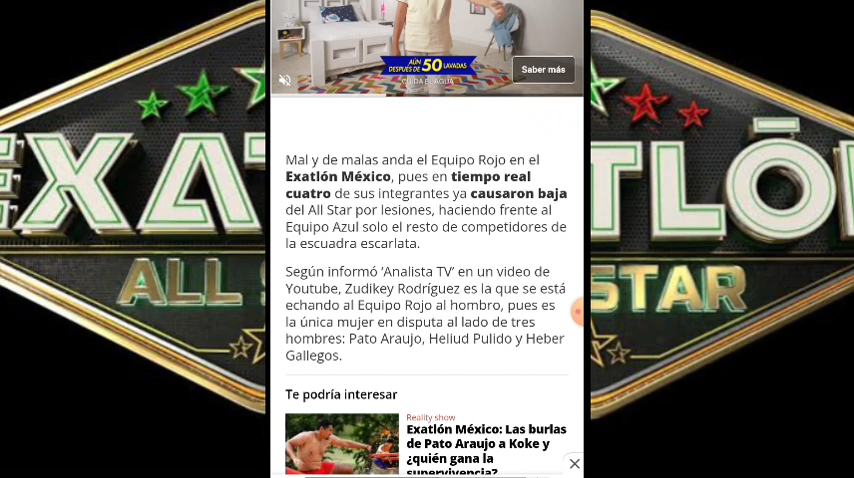 AÚN
DESPUÉS DE 50 LAVADAS
CUIDA EL AGUA
Saber más
EXAT
TLÓN
ALL S
STAR
Mal y de malas anda el Equipo Rojo en el
Exatlón México, pues en tiempo real
cuatro de sus integrantes ya causaron baja
del All Star por lesiones, haciendo frente al
Equipo Azul solo el resto de competidores de
la escuadra escarlata.
Según informó ‘Analista TV’ en un video de
Youtube, Zudikey Rodríguez es la que se está
echando al Equipo Rojo al hombro, pues es
la única mujer en disputa al lado de tres
hombres: Pato Araujo, Heliud Pulido y Heber
Gallegos.
Te podría interesar
Reality show
Exatlón México: Las burlas
de Pato Araujo a Koke y
¿quién gana la
supervivencia?